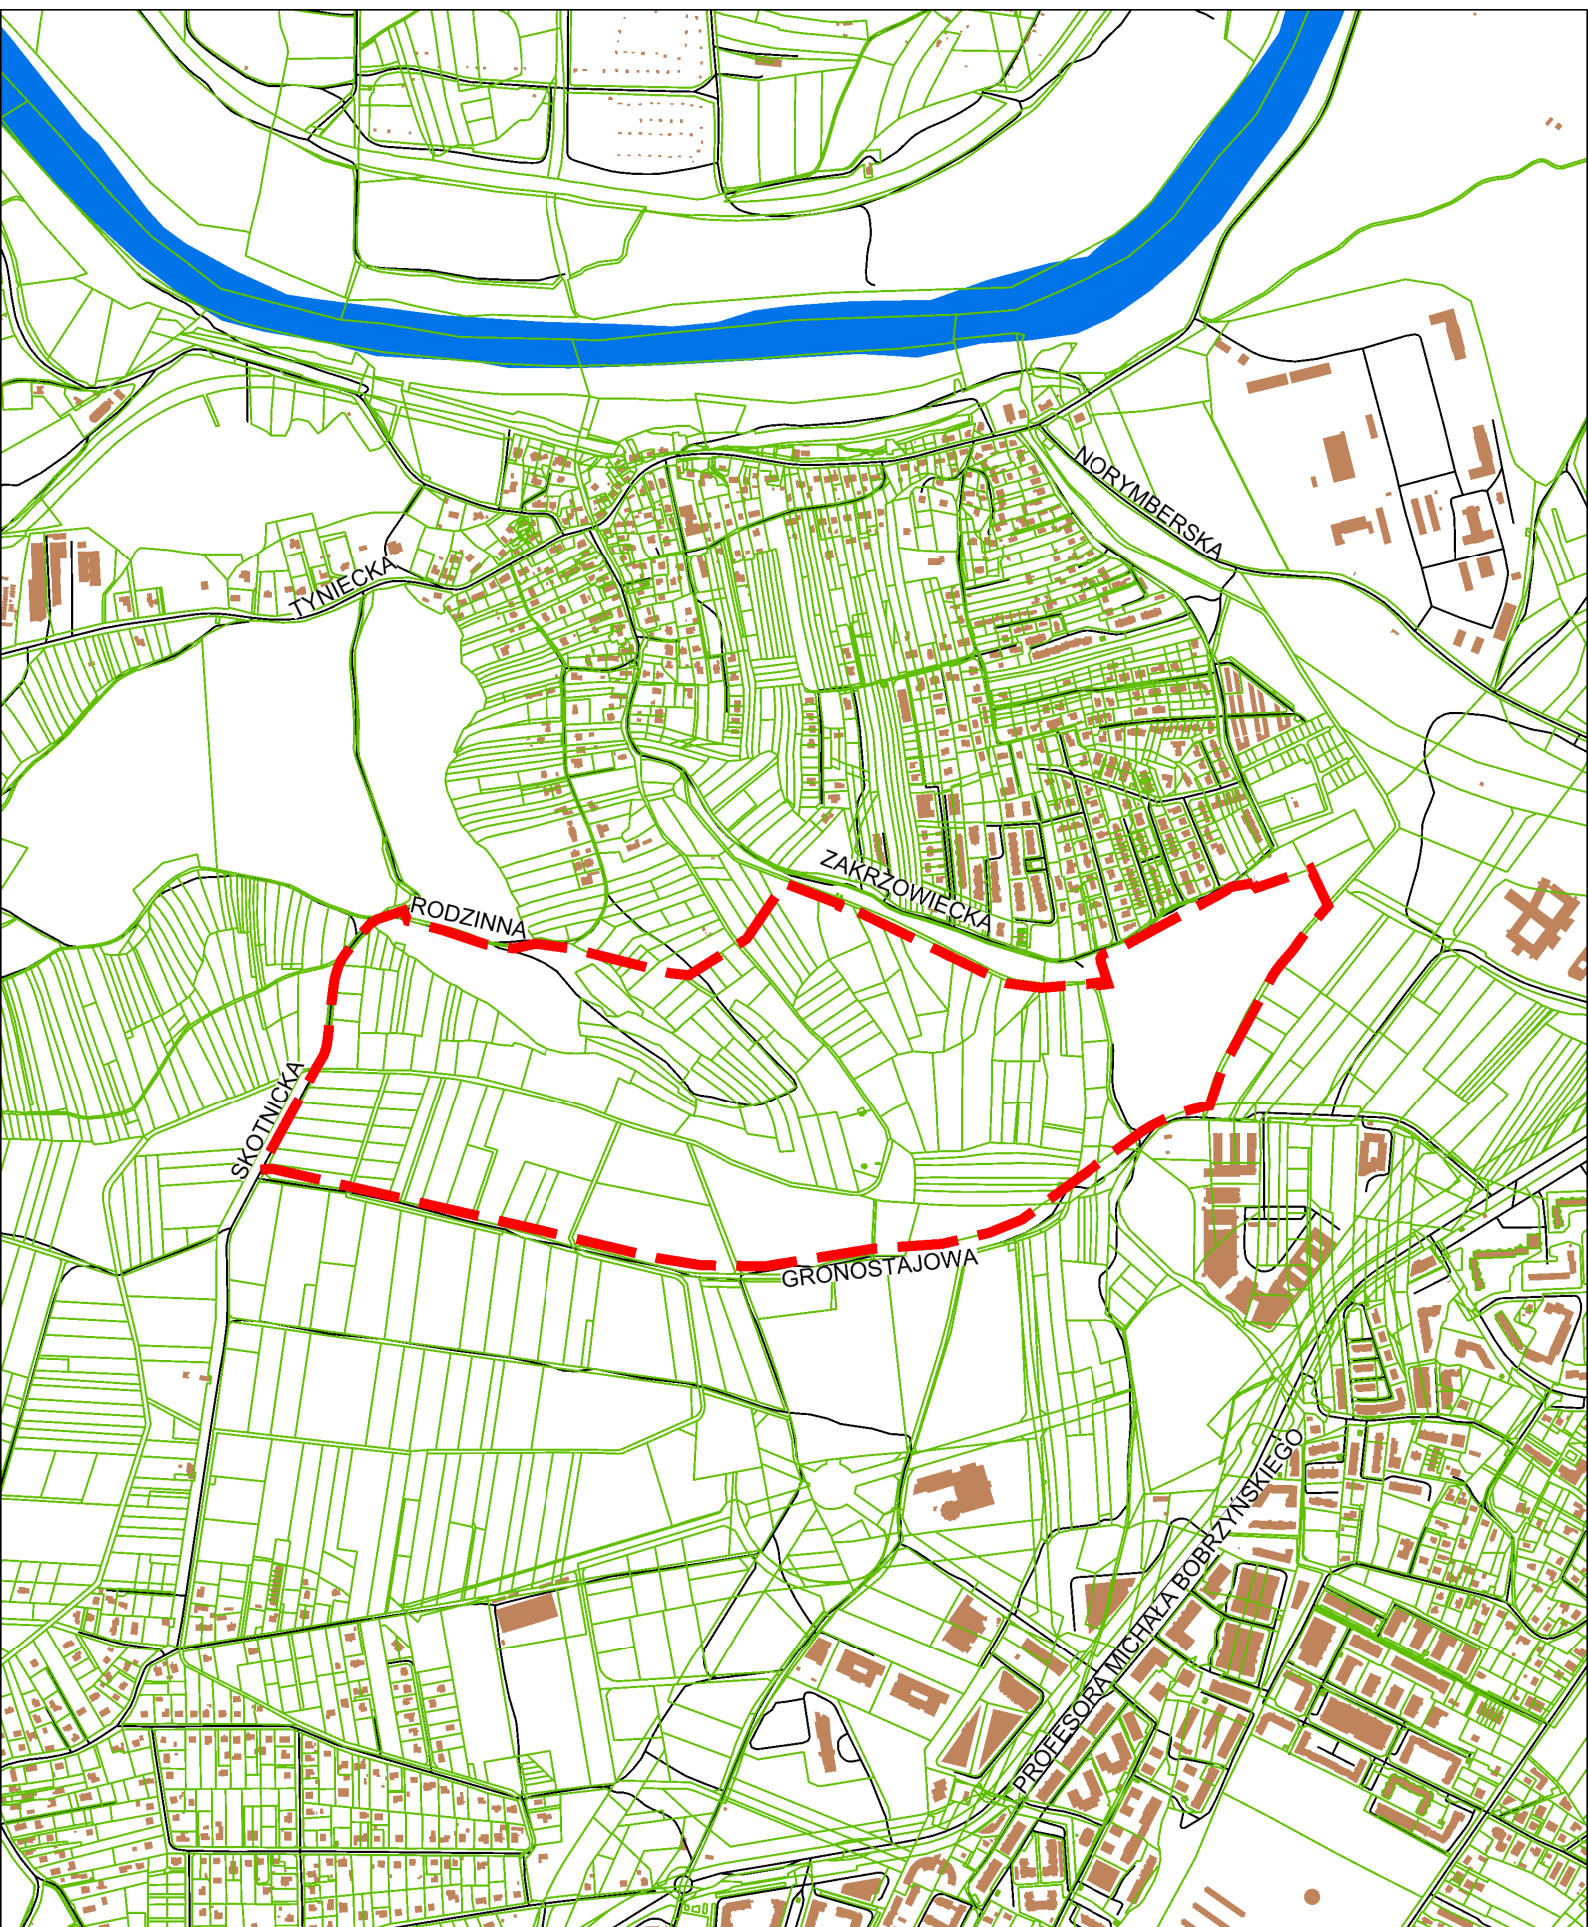 NORYMBERSKA
TYNIECKA
ZAKRZOWIECKA
RODZINNA
SKOTNICKA
GRONOSTAJOWA
PROFESORA MICHAŁA BOBRZYŃSKIEGO